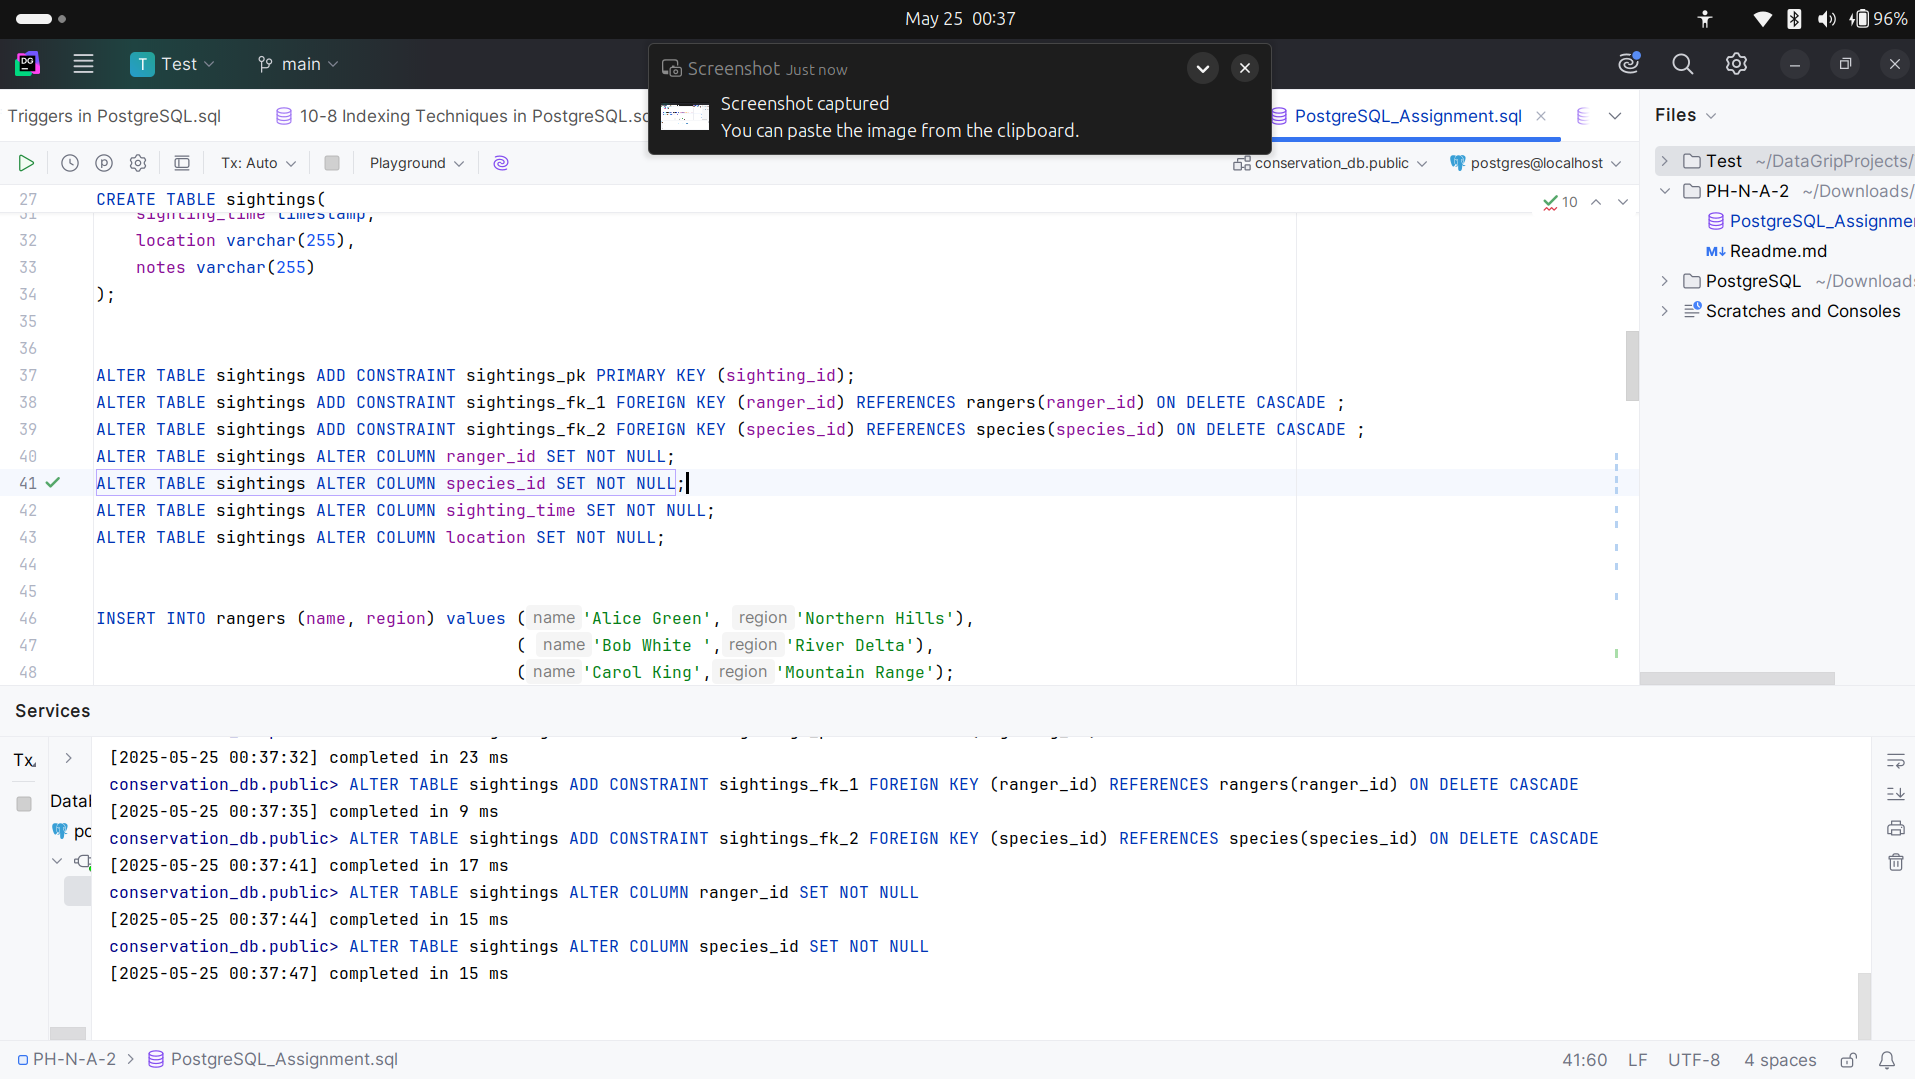 May 25 00:37
96%
DG
T Test
main
Screenshot Just now
Screenshot captured
You can paste the image from the clipboard.
Triggers in PostgreSQL.sql
10-8 Indexing Techniques in PostgreSQL.sq
PostgreSQL_Assignment.sql
Files
Tx: Auto
Playground
conservation_db.public
postgres@localhost
Test ~/DataGripProjects/
PH-N-A-2 ~/Downloads/
PostgreSQL_Assignme
M↓ Readme.md
PostgreSQL ~/Download
Scratches and Consoles
10
27 CREATE TABLE sightings(
31 sighting_time timestamp,
32 location varchar(255),
33 notes varchar(255)
34 );
35
36
37 ALTER TABLE sightings ADD CONSTRAINT sightings_pk PRIMARY KEY (sighting_id);
38 ALTER TABLE sightings ADD CONSTRAINT sightings_fk_1 FOREIGN KEY (ranger_id) REFERENCES rangers(ranger_id) ON DELETE CASCADE ;
39 ALTER TABLE sightings ADD CONSTRAINT sightings_fk_2 FOREIGN KEY (species_id) REFERENCES species(species_id) ON DELETE CASCADE ;
40 ALTER TABLE sightings ALTER COLUMN ranger_id SET NOT NULL;
41 ALTER TABLE sightings ALTER COLUMN species_id SET NOT NULL;
42 ALTER TABLE sightings ALTER COLUMN sighting_time SET NOT NULL;
43 ALTER TABLE sightings ALTER COLUMN location SET NOT NULL;
44
45
46 INSERT INTO rangers (name, region) values ( name 'Alice Green', region 'Northern Hills'),
47 ( name 'Bob White ', region 'River Delta'),
48 ( name 'Carol King', region 'Mountain Range');
Services
Tx
Datal
po
[2025-05-25 00:37:32] completed in 23 ms
conservation_db.public> ALTER TABLE sightings ADD CONSTRAINT sightings_fk_1 FOREIGN KEY (ranger_id) REFERENCES rangers(ranger_id) ON DELETE CASCADE
[2025-05-25 00:37:35] completed in 9 ms
conservation_db.public> ALTER TABLE sightings ADD CONSTRAINT sightings_fk_2 FOREIGN KEY (species_id) REFERENCES species(species_id) ON DELETE CASCADE
[2025-05-25 00:37:41] completed in 17 ms
conservation_db.public> ALTER TABLE sightings ALTER COLUMN ranger_id SET NOT NULL
[2025-05-25 00:37:44] completed in 15 ms
conservation_db.public> ALTER TABLE sightings ALTER COLUMN species_id SET NOT NULL
[2025-05-25 00:37:47] completed in 15 ms
PH-N-A-2 > PostgreSQL_Assignment.sql
41:60 LF UTF-8 4 spaces